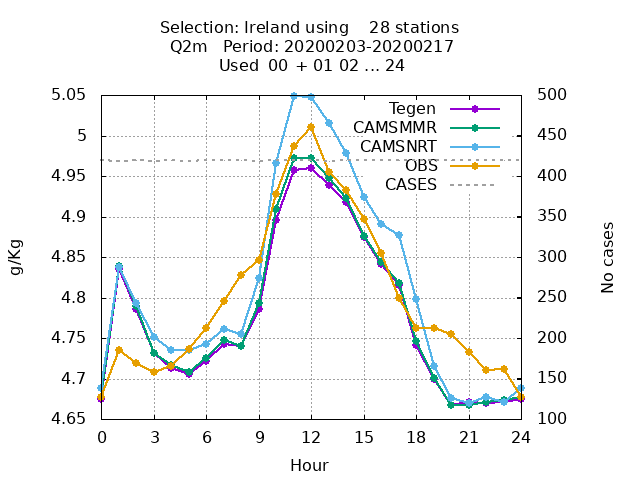 Selection: Ireland using    28 stations
Q2m   Period: 20200203-20200217
Used  00 + 01 02 ... 24
5.05
5
4.95
4.9
4.85
4.8
4.75
4.7
4.65
g/Kg
Tegen
CAMSMMR
CAMSNRT
OBS
CASES
500
450
400
350
300
250
200
150
100
No cases
0 3 6 9 12 15 18 21 24
Hour